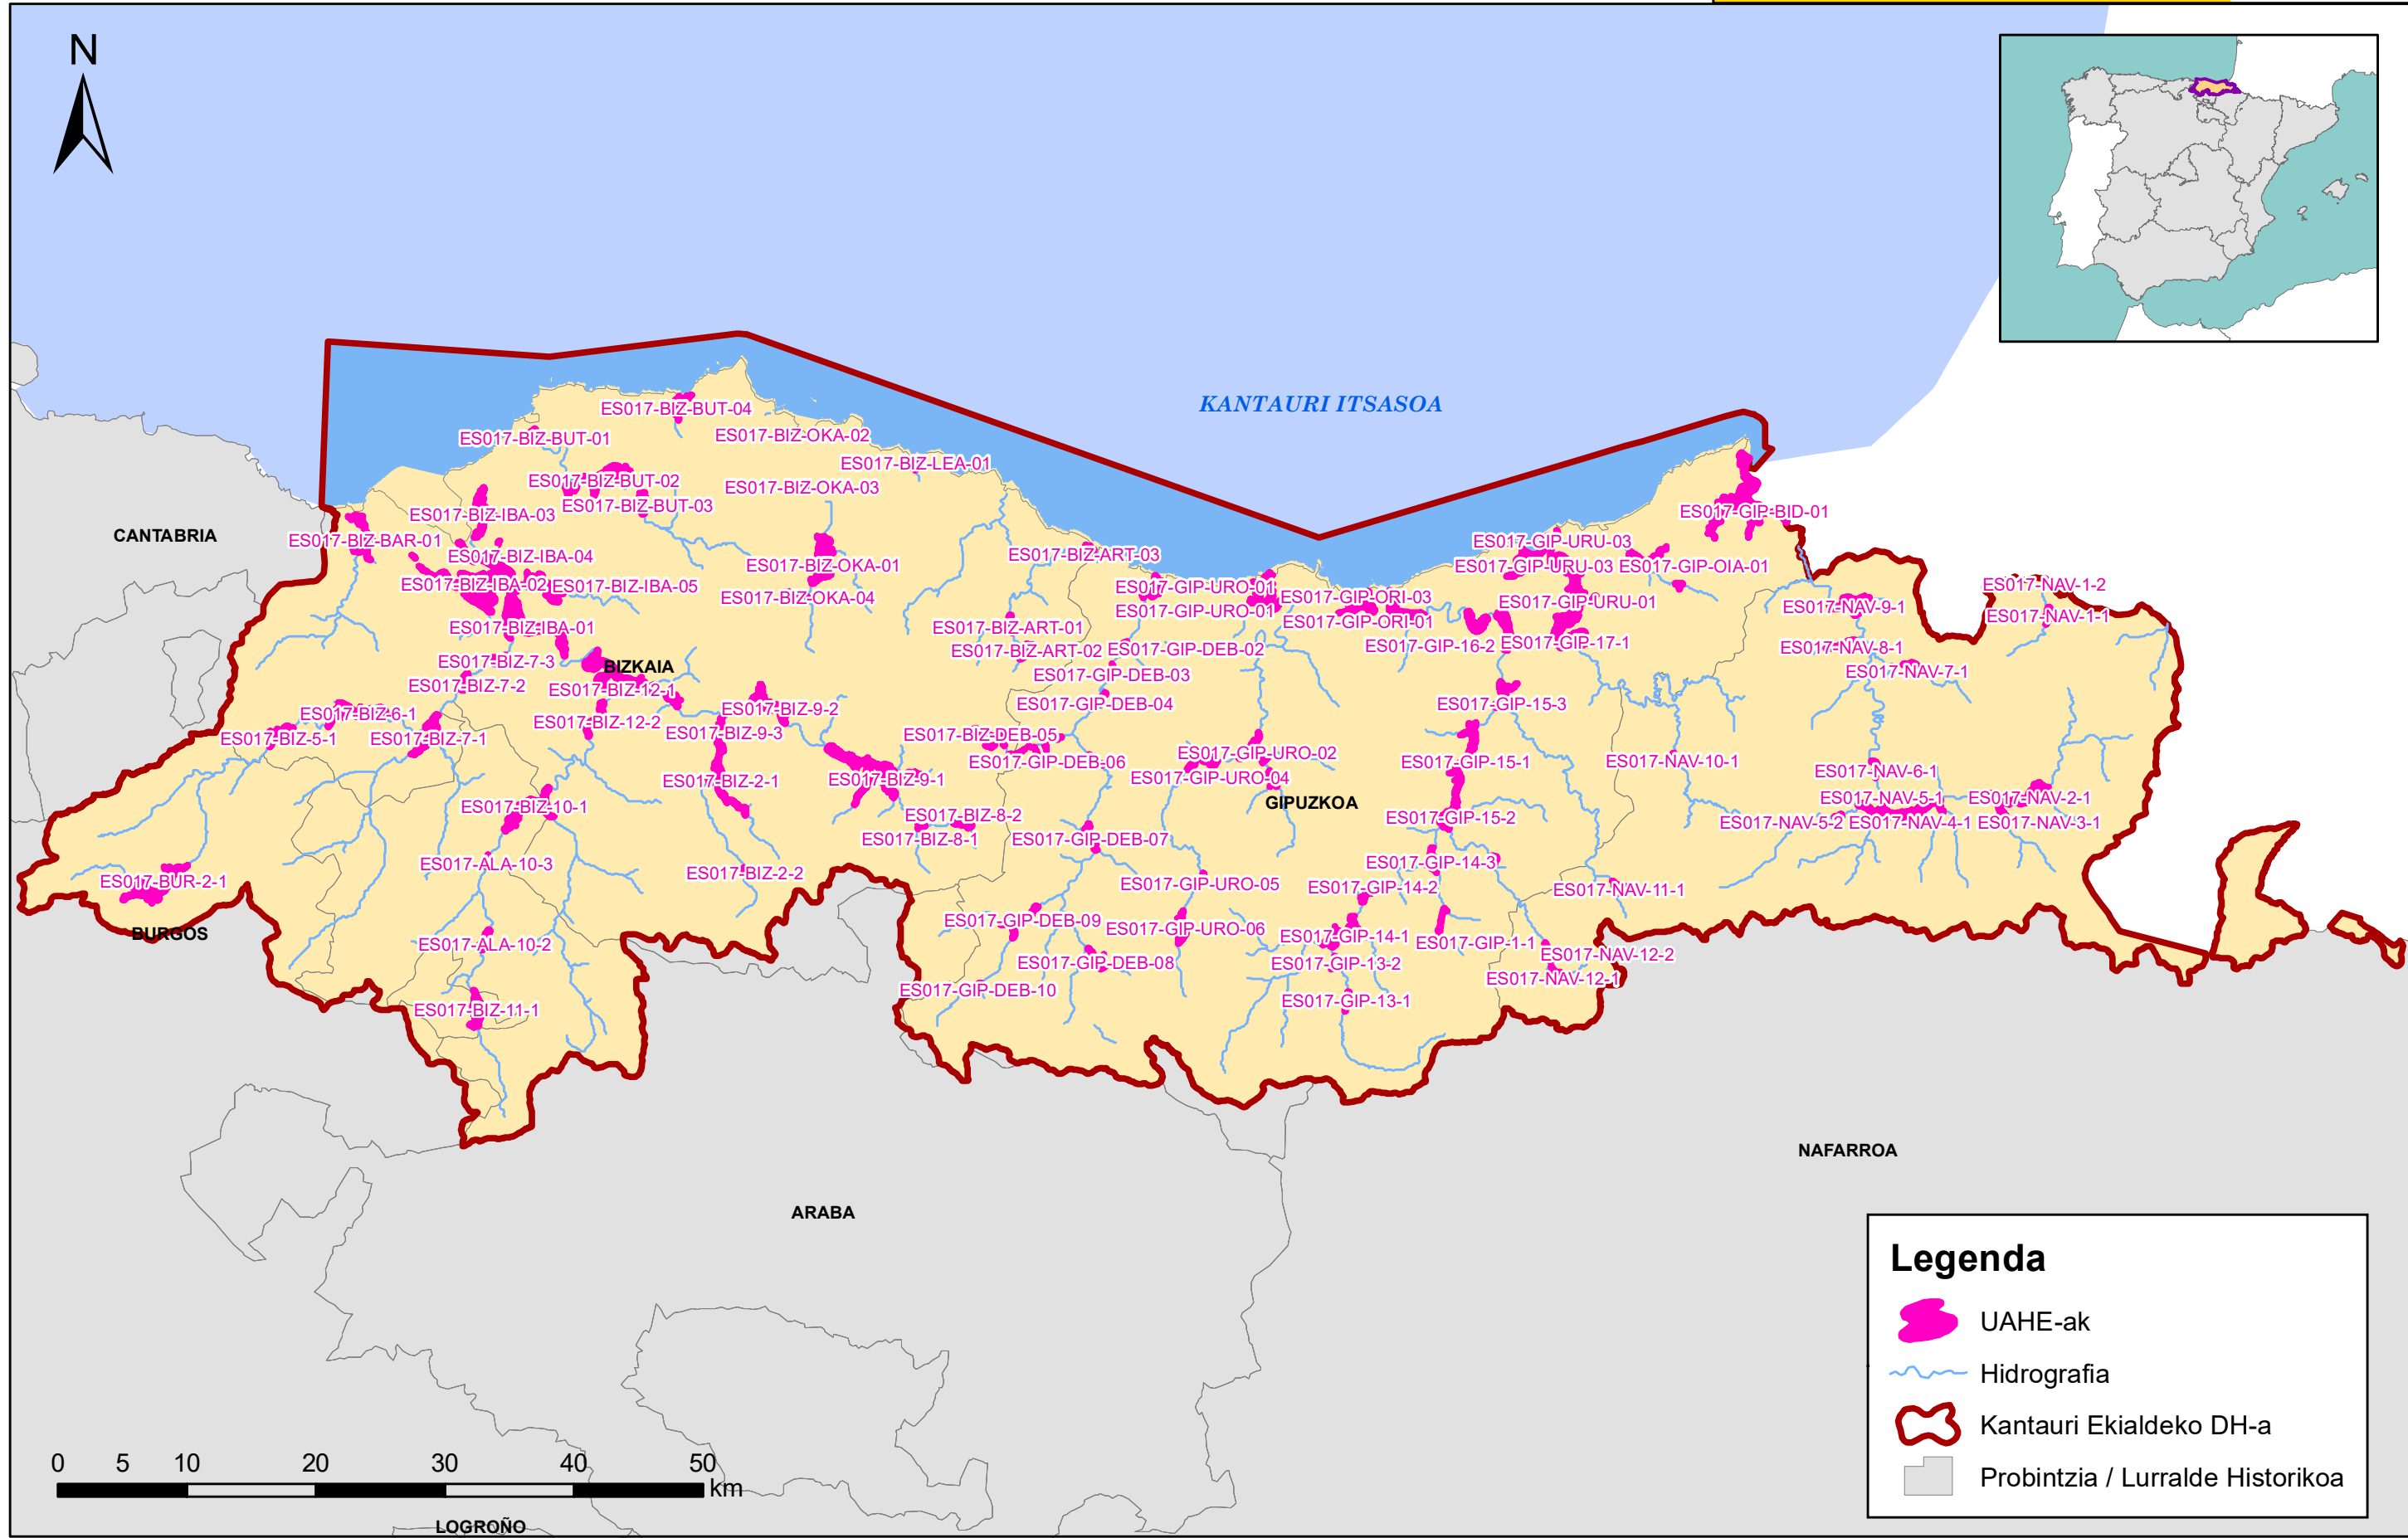 N
KANTAURI ITSASOA
ES017-BIZ-BUT-04
ES017-BIZ-BUT-01
ES017-BIZ-OKA-02
ES017-BIZ-LEA-01
ES017-BIZ-BUT-02
ES017-BIZ-OKA-03
ES017-BIZ-BUT-03
ES017-BIZ-IBA-03
ES017-GIP-BID-01
CANTABRIA
ES017-BIZ-BAR-01
ES017-GIP-URU-03
ES017-BIZ-IBA-04
ES017-BIZ-ART-03
ES017-BIZ-OKA-01
ES017-GIP-URU-03
ES017-GIP-OIA-01
ES017-BIZ-IBA-02
ES017-BIZ-IBA-05
ES017-GIP-URO-01
ES017-NAV-1-2
ES017-BIZ-OKA-04
ES017-GIP-ORI-03
ES017-GIP-URU-01
ES017-NAV-9-1
ES017-GIP-URO-01
ES017-NAV-1-1
ES017-GIP-ORI-01
ES017-BIZ-IBA-01
ES017-BIZ-ART-01
ES017-GIP-16-2
ES017-GIP-17-1
ES017-NAV-8-1
ES017-BIZ-ART-02
ES017-GIP-DEB-02
ES017-BIZ-7-3
BIZKAIA
ES017-GIP-DEB-03
ES017-NAV-7-1
ES017-BIZ-7-2
ES017-BIZ-12-1
ES017-GIP-DEB-04
ES017-GIP-15-3
ES017-BIZ-6-1
ES017-BIZ-9-2
ES017-BIZ-12-2
ES017-BIZ-9-3
ES017-BIZ-5-1
ES017-BIZ-7-1
ES017-BIZ-DEB-05
ES017-GIP-URO-02
ES017-GIP-DEB-06
ES017-GIP-15-1
ES017-NAV-10-1
ES017-NAV-6-1
ES017-BIZ-2-1
ES017-BIZ-9-1
ES017-GIP-URO-04
GIPUZKOA
ES017-NAV-5-1
ES017-NAV-2-1
ES017-BIZ-10-1
ES017-BIZ-8-2
ES017-GIP-15-2
ES017-NAV-5-2
ES017-NAV-4-1
ES017-NAV-3-1
ES017-BIZ-8-1
ES017-GIP-DEB-07
ES017-ALA-10-3
ES017-GIP-14-3
ES017-BIZ-2-2
ES017-BUR-2-1
ES017-GIP-URO-05
ES017-GIP-14-2
ES017-NAV-11-1
BURGOS
ES017-GIP-DEB-09
ES017-GIP-URO-06
ES017-GIP-14-1
ES017-GIP-1-1
ES017-ALA-10-2
ES017-NAV-12-2
ES017-GIP-DEB-08
ES017-GIP-13-2
ES017-NAV-12-1
ES017-GIP-DEB-10
ES017-GIP-13-1
ES017-BIZ-11-1
NAFARROA
ARABA
Legenda
UAHE-ak
Hidrografia
Kantauri Ekialdeko DH-a
Probintzia / Lurralde Historikoa
0 5 10 20 30 40 50
km
LOGROÑO